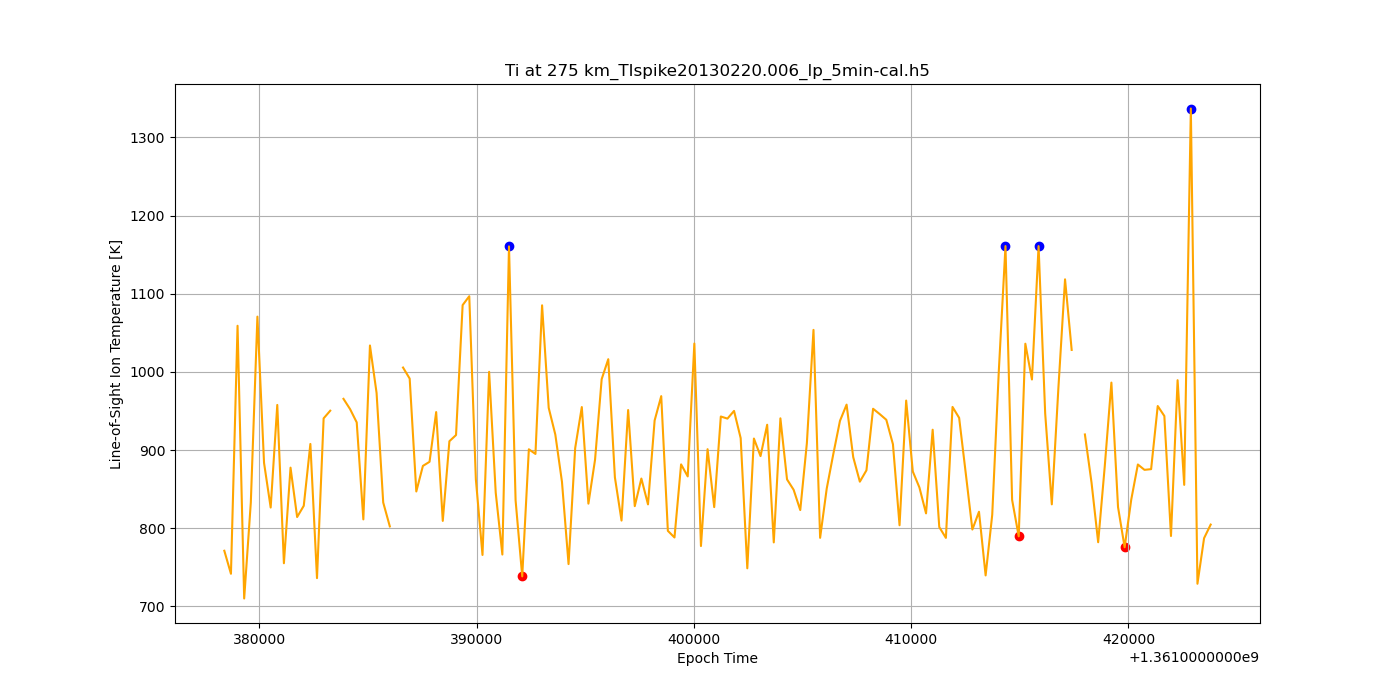 Ti at 275 km_TIspike20130220.006_lp_5min-cal.h5
Line-of-Sight Ion Temperature [K]
1300
1200
1100
1000
900
800
700
380000 390000 400000 410000 420000
Epoch Time
+1.3610000000e9